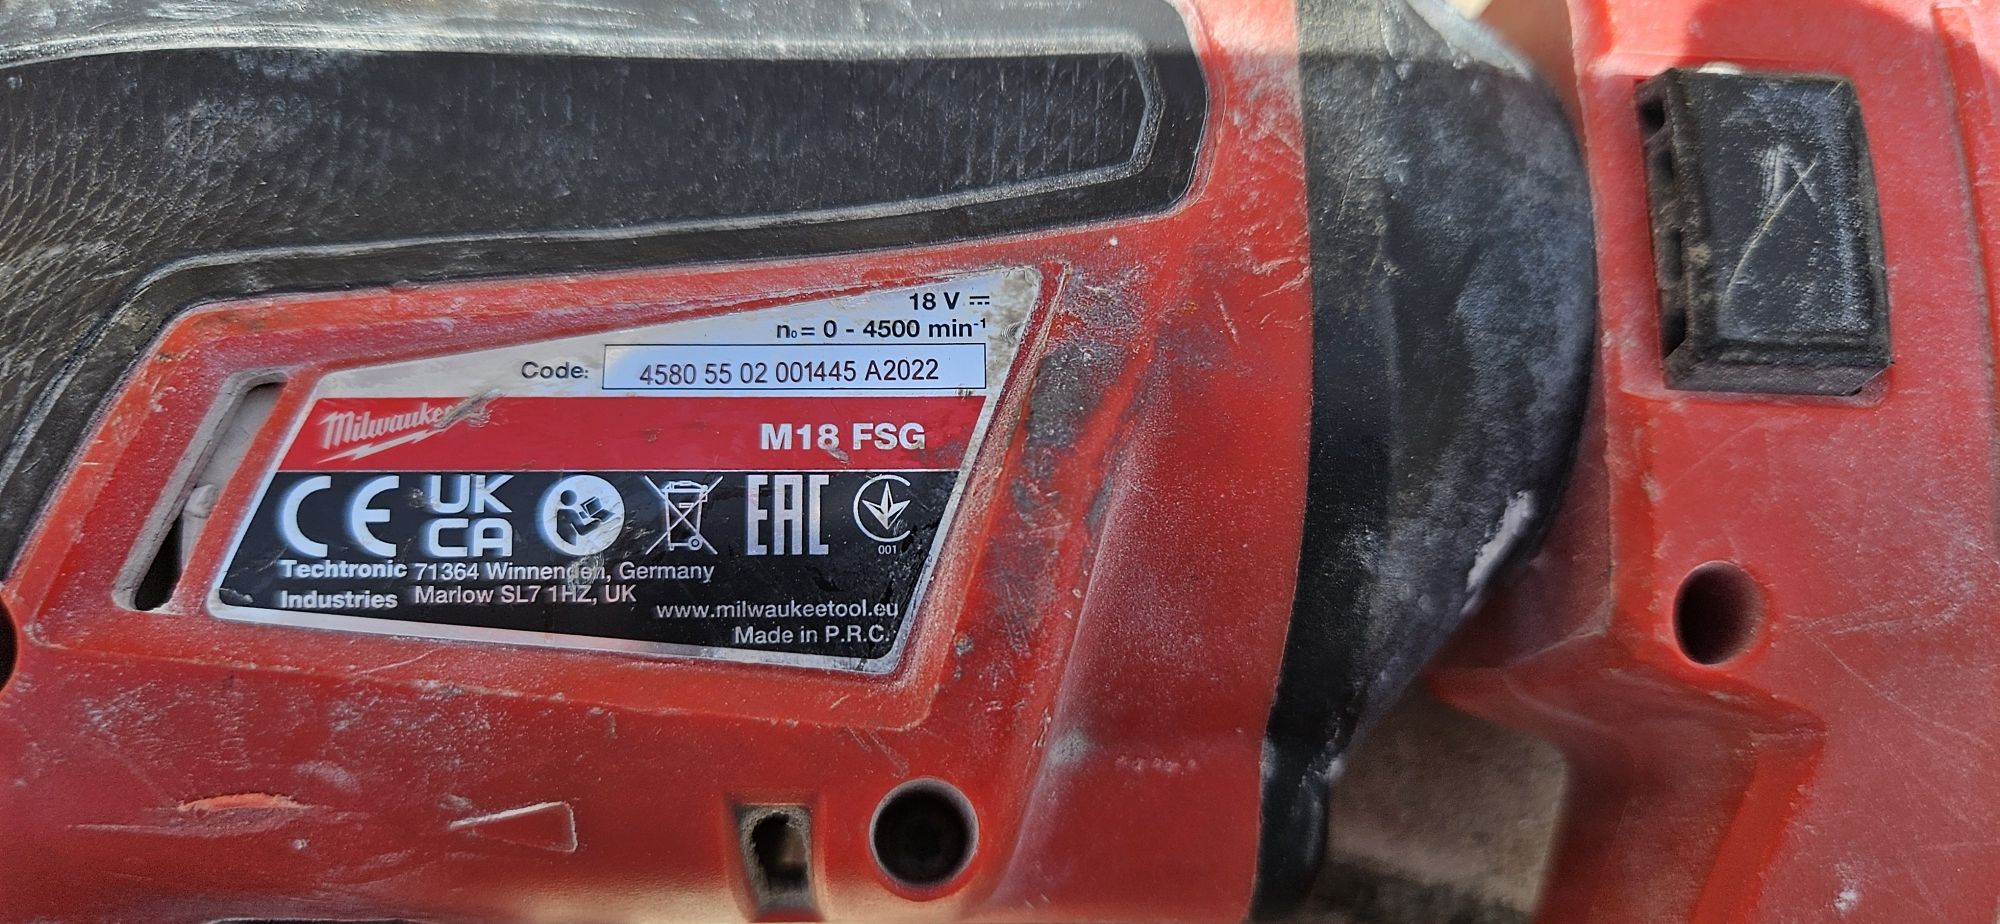 18 V
n₀ = 0 - 4500 min⁻¹
Code: 4580 55 02 001445 A2022
Milwaukee
M18 FSG
CE UK CA EAC
001
Techtronic 71364 Winnenden, Germany
Industries Marlow SL7 1HZ, UK
www.milwaukeetool.eu
Made in P.R.C.